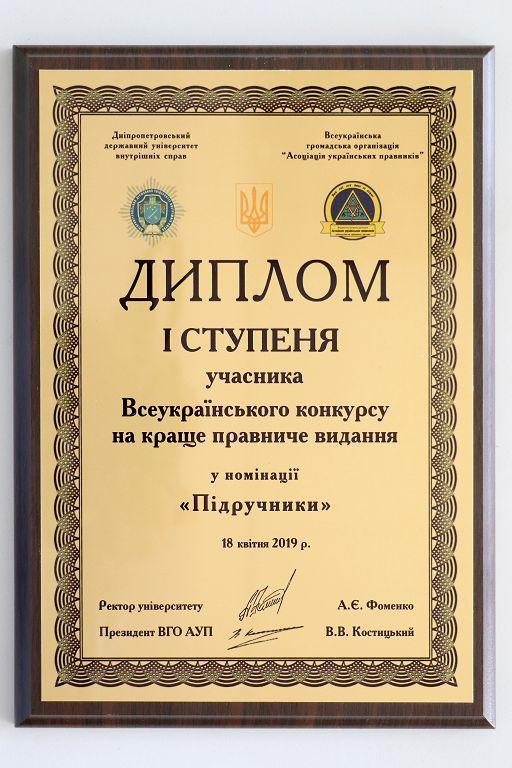 Дніпропетровський
державний університет
внутрішніх справ
Всеукраїнська
громадська організація
"Асоціація українських правників"
ДИПЛОМ
І СТУПЕНЯ
учасника
Всеукраїнського конкурсу
на краще правниче видання
у номінації
«Підручники»
18 квітня 2019 р.
Ректор університету А.Є. Фоменко
Президент ВГО АУП В.В. Костицький